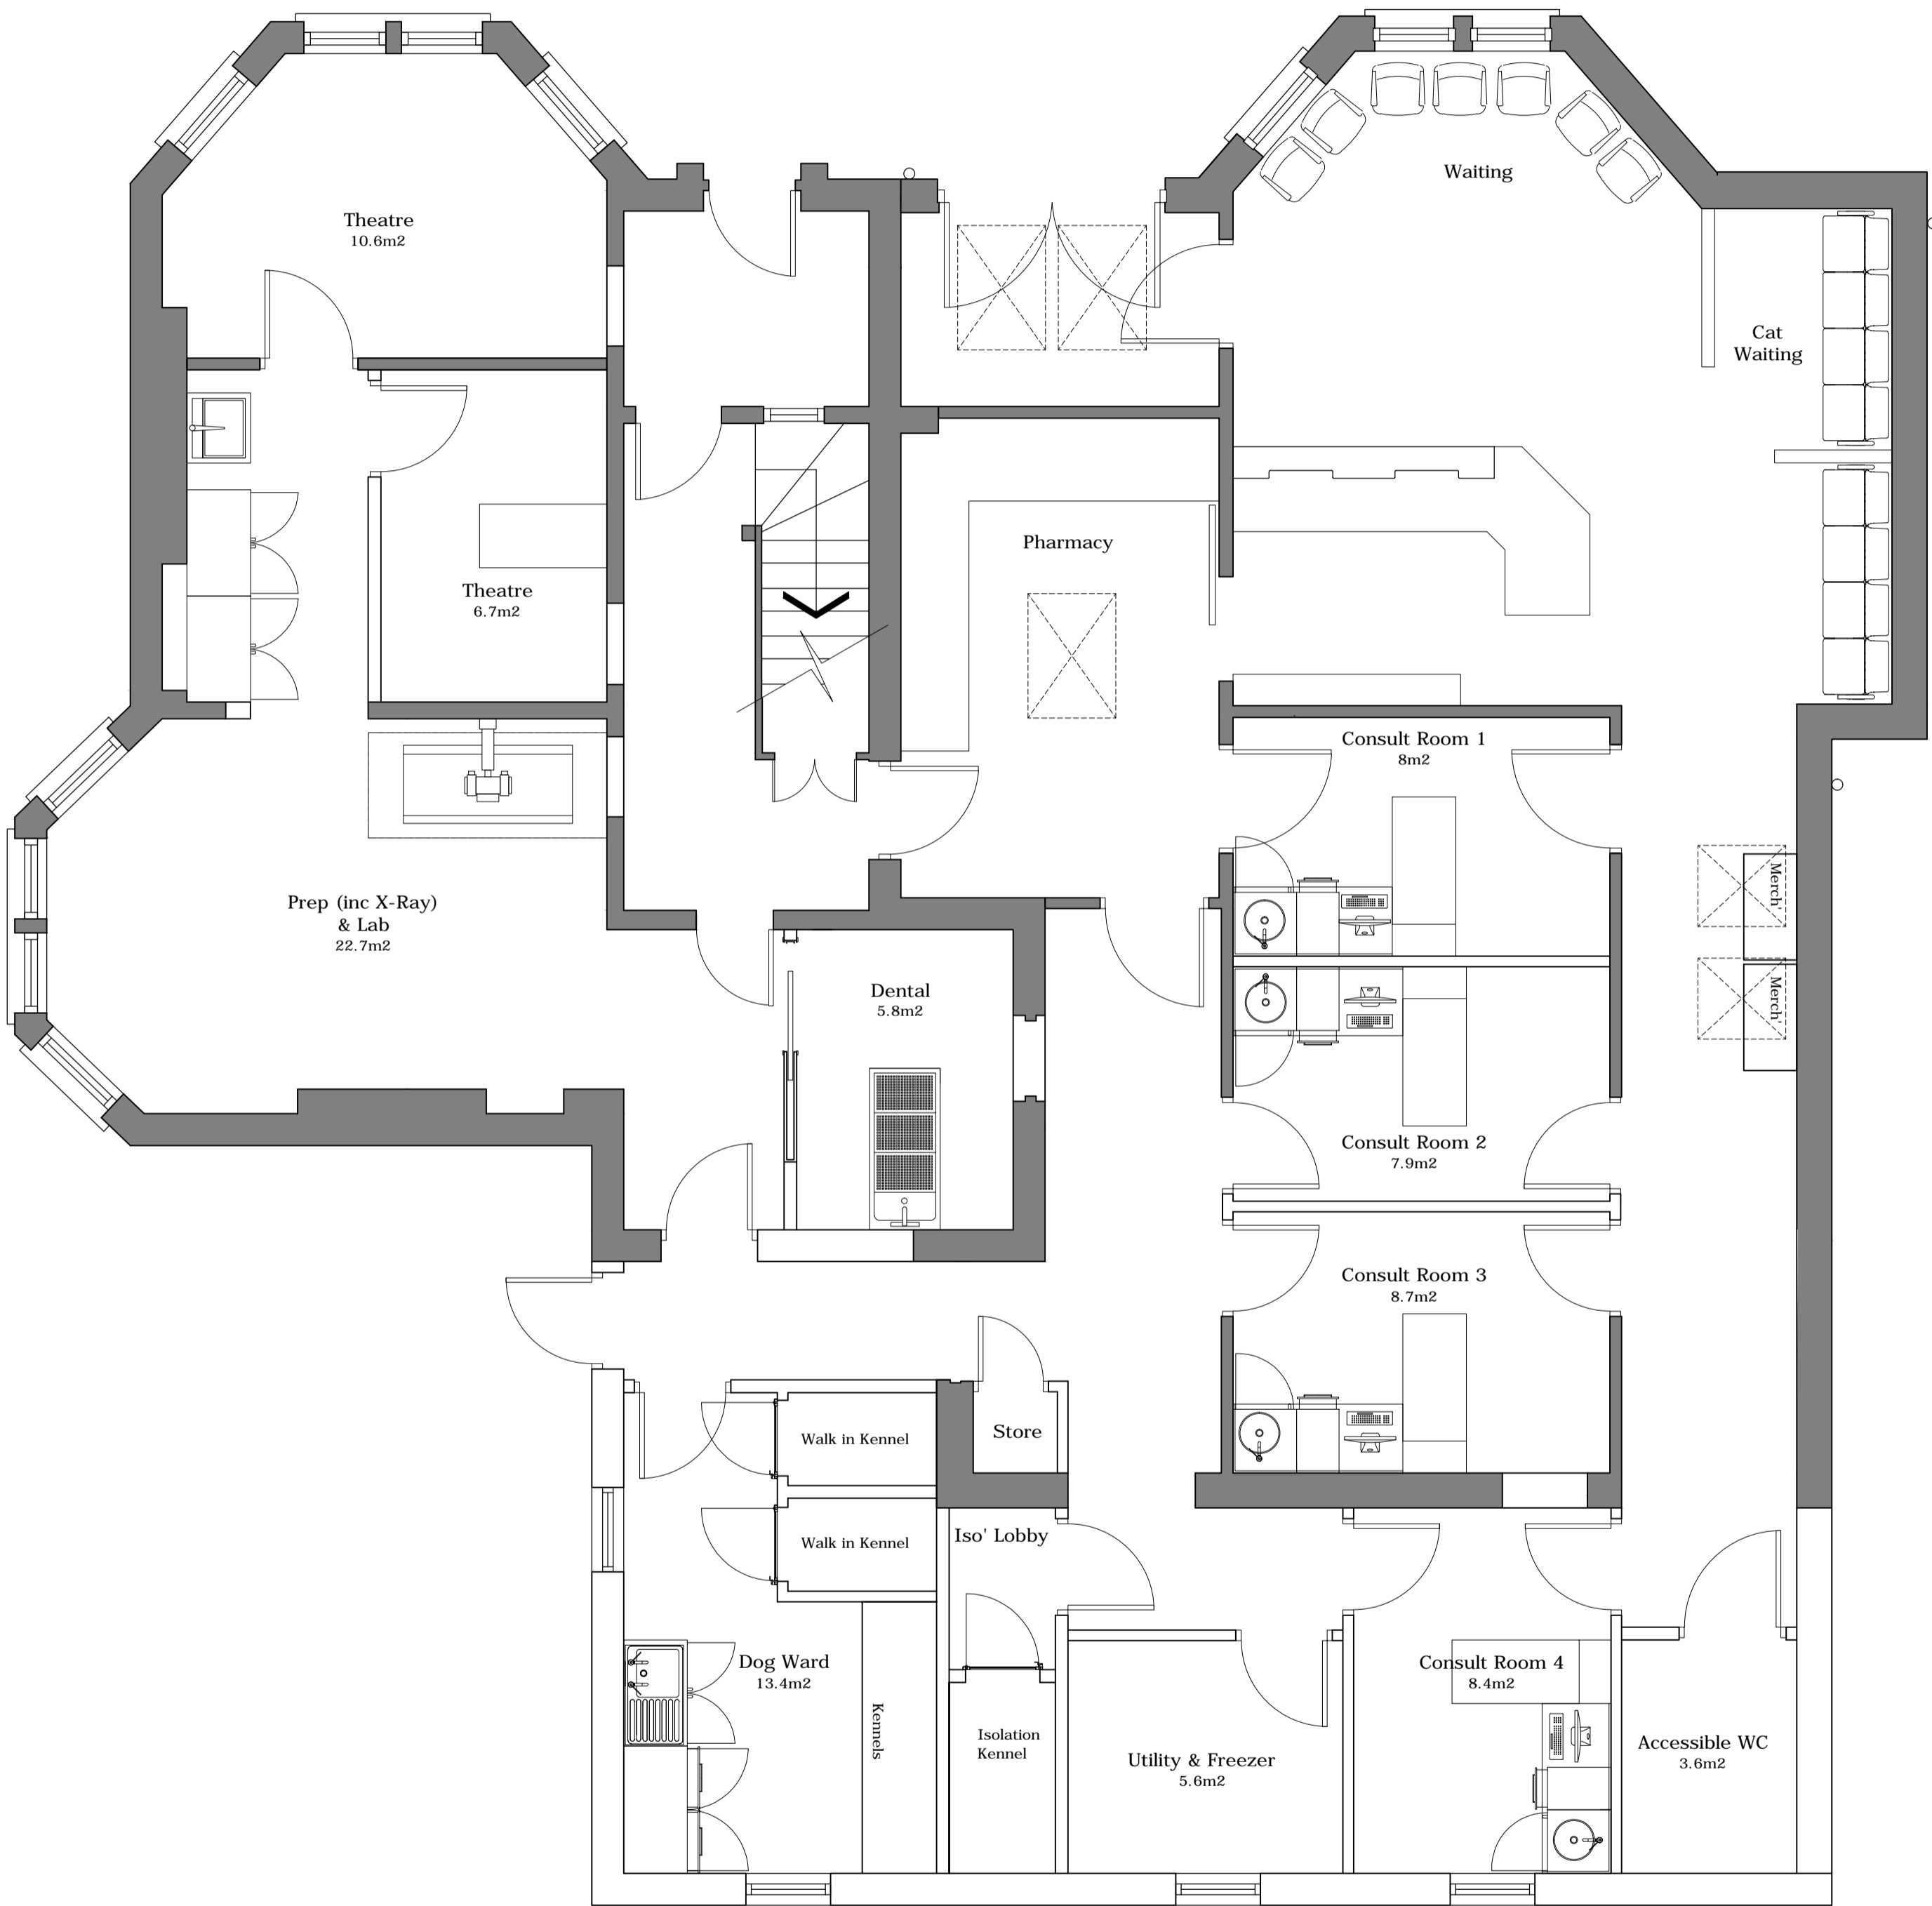 Theatre
10.6m2
Waiting
Cat
Waiting
Pharmacy
Theatre
6.7m2
Consult Room 1
8m2
Merch'
Merch'
Prep (inc X-Ray)
& Lab
22.7m2
Dental
5.8m2
Consult Room 2
7.9m2
Consult Room 3
8.7m2
Store
Walk in Kennel
Walk in Kennel
Iso' Lobby
Dog Ward
13.4m2
Kennels
Isolation
Kennel
Utility & Freezer
5.6m2
Consult Room 4
8.4m2
Accessible WC
3.6m2